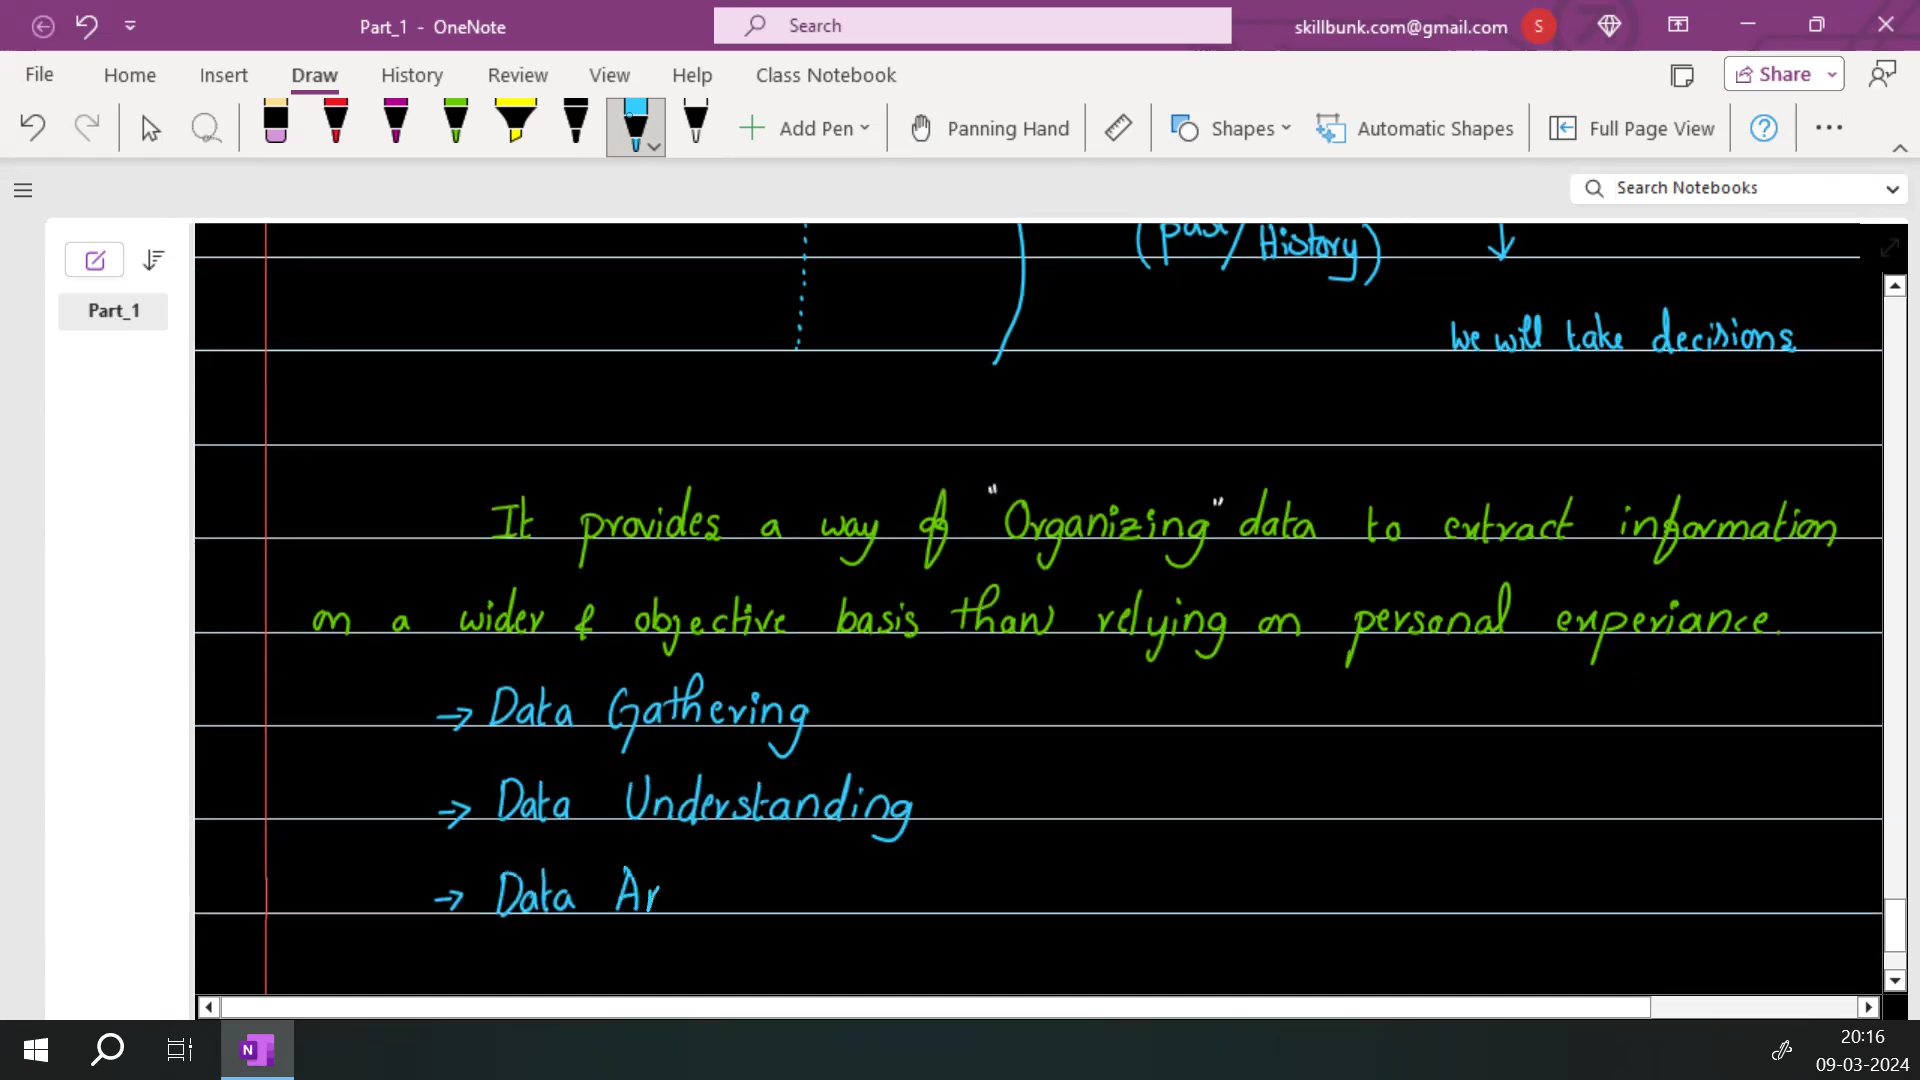 Part_1 - OneNote
Search
skillbunk.com@gmail.com
S
File
Home
Insert
Draw
History
Review
View
Help
Class Notebook
Share
Add Pen
Panning Hand
Shapes
Automatic Shapes
Full Page View
Search Notebooks
Part_1
(past/History)
we will take decisions
It provides a way of "Organizing" data to extract information
on a wider & objective basis than relying on personal experiance.
→ Data Gathering
→ Data Understanding
→ Data An
N
20:16
09-03-2024